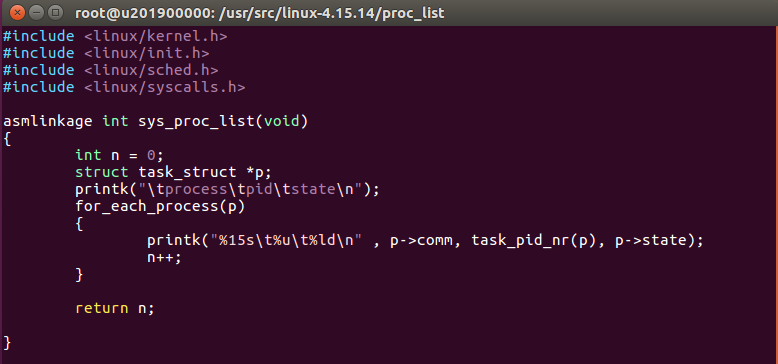 root@u201900000: /usr/src/linux-4.15.14/proc_list
#include <linux/kernel.h>
#include <linux/init.h>
#include <linux/sched.h>
#include <linux/syscalls.h>

asmlinkage int sys_proc_list(void)
{
        int n = 0;
        struct task_struct *p;
        printk("\tprocess\tpid\tstate\n");
        for_each_process(p)
        {
                printk("%15s\t%u\t%ld\n" , p->comm, task_pid_nr(p), p->state);
                n++;
        }

        return n;

}